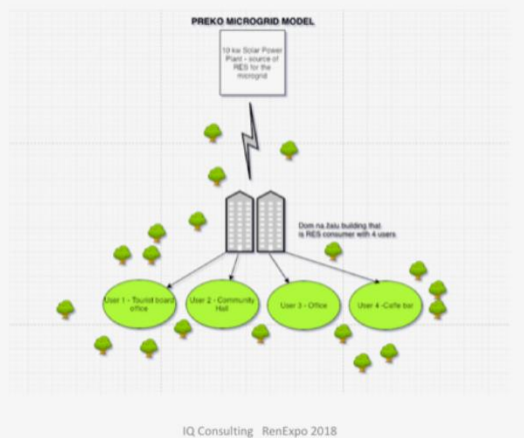 PREKO MICROGRID MODEL
10 kw Solar Power
Plant - source of
RES for the
microgrid
Dom na žalu building that
is RES consumer with 4 users
User 1 - Tourist board
office
User 2 - Community
Hall
User 3 - Office
User 4 -Caffe bar
IQ Consulting RenExpo 2018